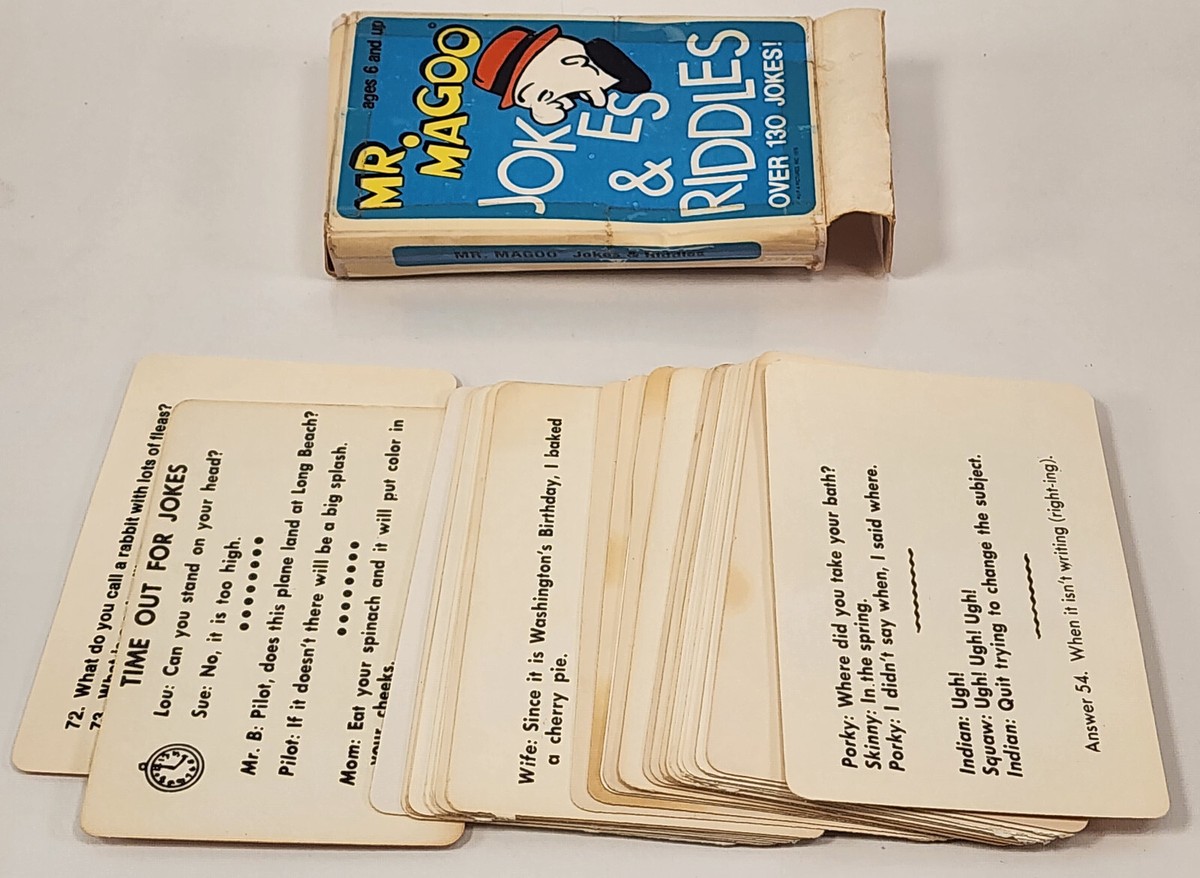 ages 6 and up
MR. MAGOO
JOKES
&
RIDDLES
OVER 130 JOKES!
MR. MAGOO Jokes & Riddles
72. What do you call a rabbit with lots of fleas?
73. What
TIME OUT FOR JOKES
Lou: Can you stand on your head?
Sue: No, it is too high.
Mr. B: Pilot, does this plane land at Long Beach?
Pilot: If it doesn't there will be a big splash.
Mom: Eat your spinach and it will put color in
your cheeks.
Wife: Since it is Washington's Birthday, I baked
a cherry pie.
Porky: Where did you take your bath?
Skinny: In the spring.
Porky: I didn't say when, I said where.
Indian: Ugh!
Squaw: Ugh! Ugh! Ugh!
Indian: Quit trying to change the subject.
Answer 54. When it isn't writing (right-ing).